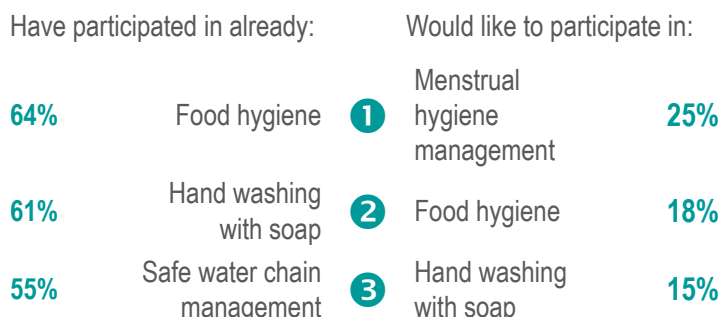 Have participated in already: Would like to participate in:
64% Food hygiene 1 Menstrual
hygiene
management 25%
61% Hand washing
with soap 2 Food hygiene 18%
55% Safe water chain
management 3 Hand washing
with soap 15%